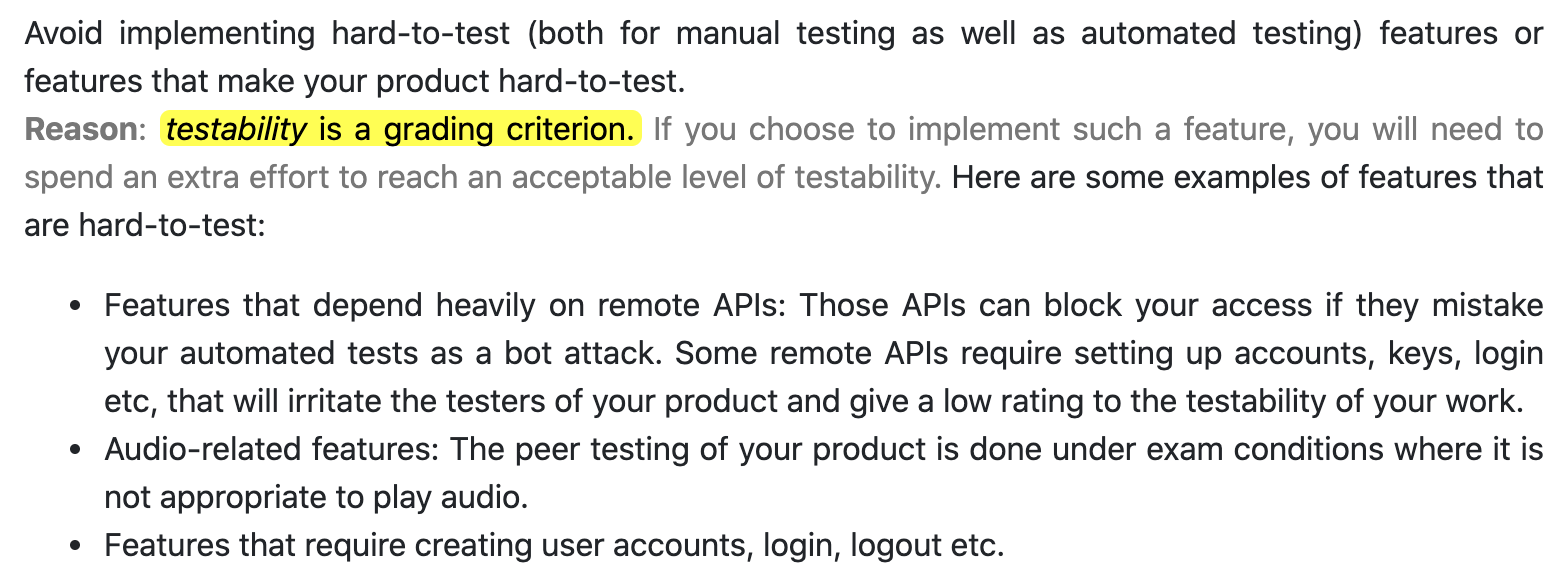 Avoid implementing hard-to-test (both for manual testing as well as automated testing) features or
features that make your product hard-to-test.
Reason: testability is a grading criterion. If you choose to implement such a feature, you will need to
spend an extra effort to reach an acceptable level of testability. Here are some examples of features that
are hard-to-test:
• Features that depend heavily on remote APIs: Those APIs can block your access if they mistake
your automated tests as a bot attack. Some remote APIs require setting up accounts, keys, login
etc, that will irritate the testers of your product and give a low rating to the testability of your work.
• Audio-related features: The peer testing of your product is done under exam conditions where it is
not appropriate to play audio.
• Features that require creating user accounts, login, logout etc.